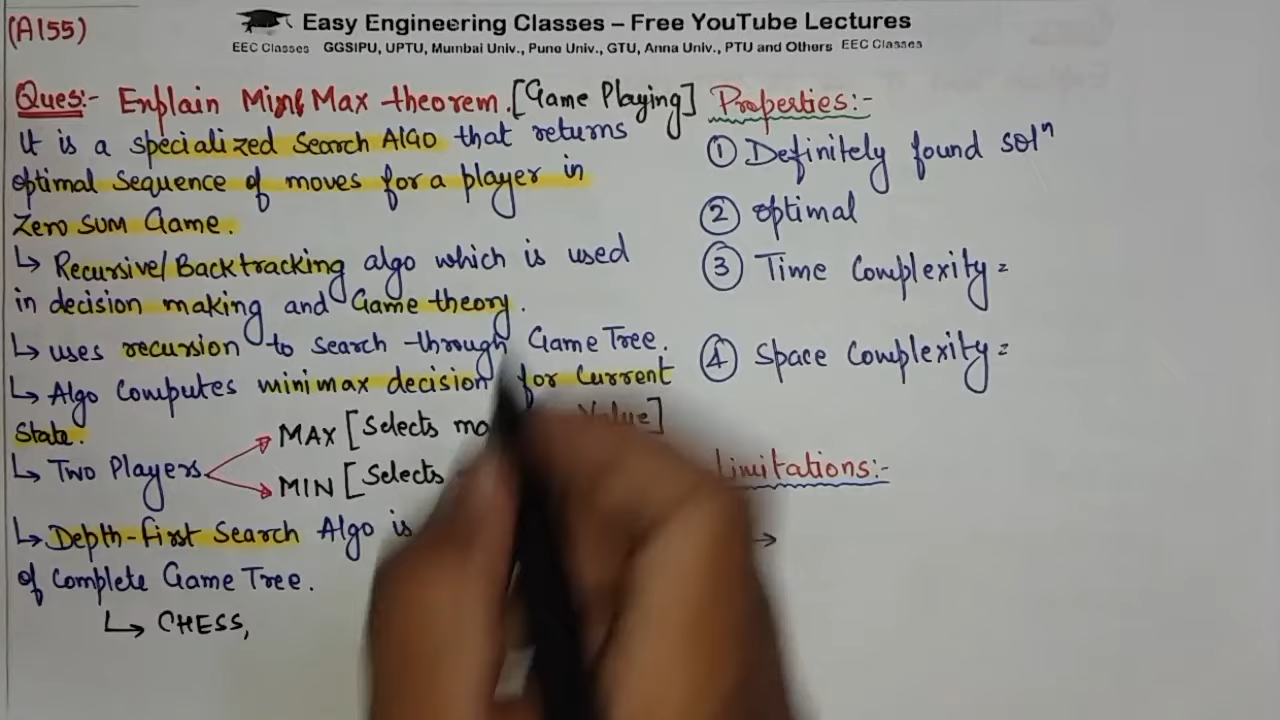 (AI55)
Easy Engineering Classes – Free YouTube Lectures
EEC Classes GGSIPU, UPTU, Mumbai Univ., Pune Univ., GTU, Anna Univ., PTU and Others EEC Classes
Ques:- Explain Min Max theorem. [Game Playing]
It is a specialized Search Algo that returns
optimal Sequence of moves for a player in
Zero SUM Game.
↳ Recursive/Backtracking algo which is used
in decision making and Game theory.
↳ uses recursion to search through Game Tree.
↳ Algo Computes minimax decision for Current
State.
↳ Two Players
MAX [Selects Value]
MIN [Selects
↳ Depth-First Search Algo is
of Complete Game Tree.
↳ CHESS,
Properties:-
① Definitely found solⁿ
② optimal
③ Time Complexity =
④ Space Complexity =
Limitations:-
→